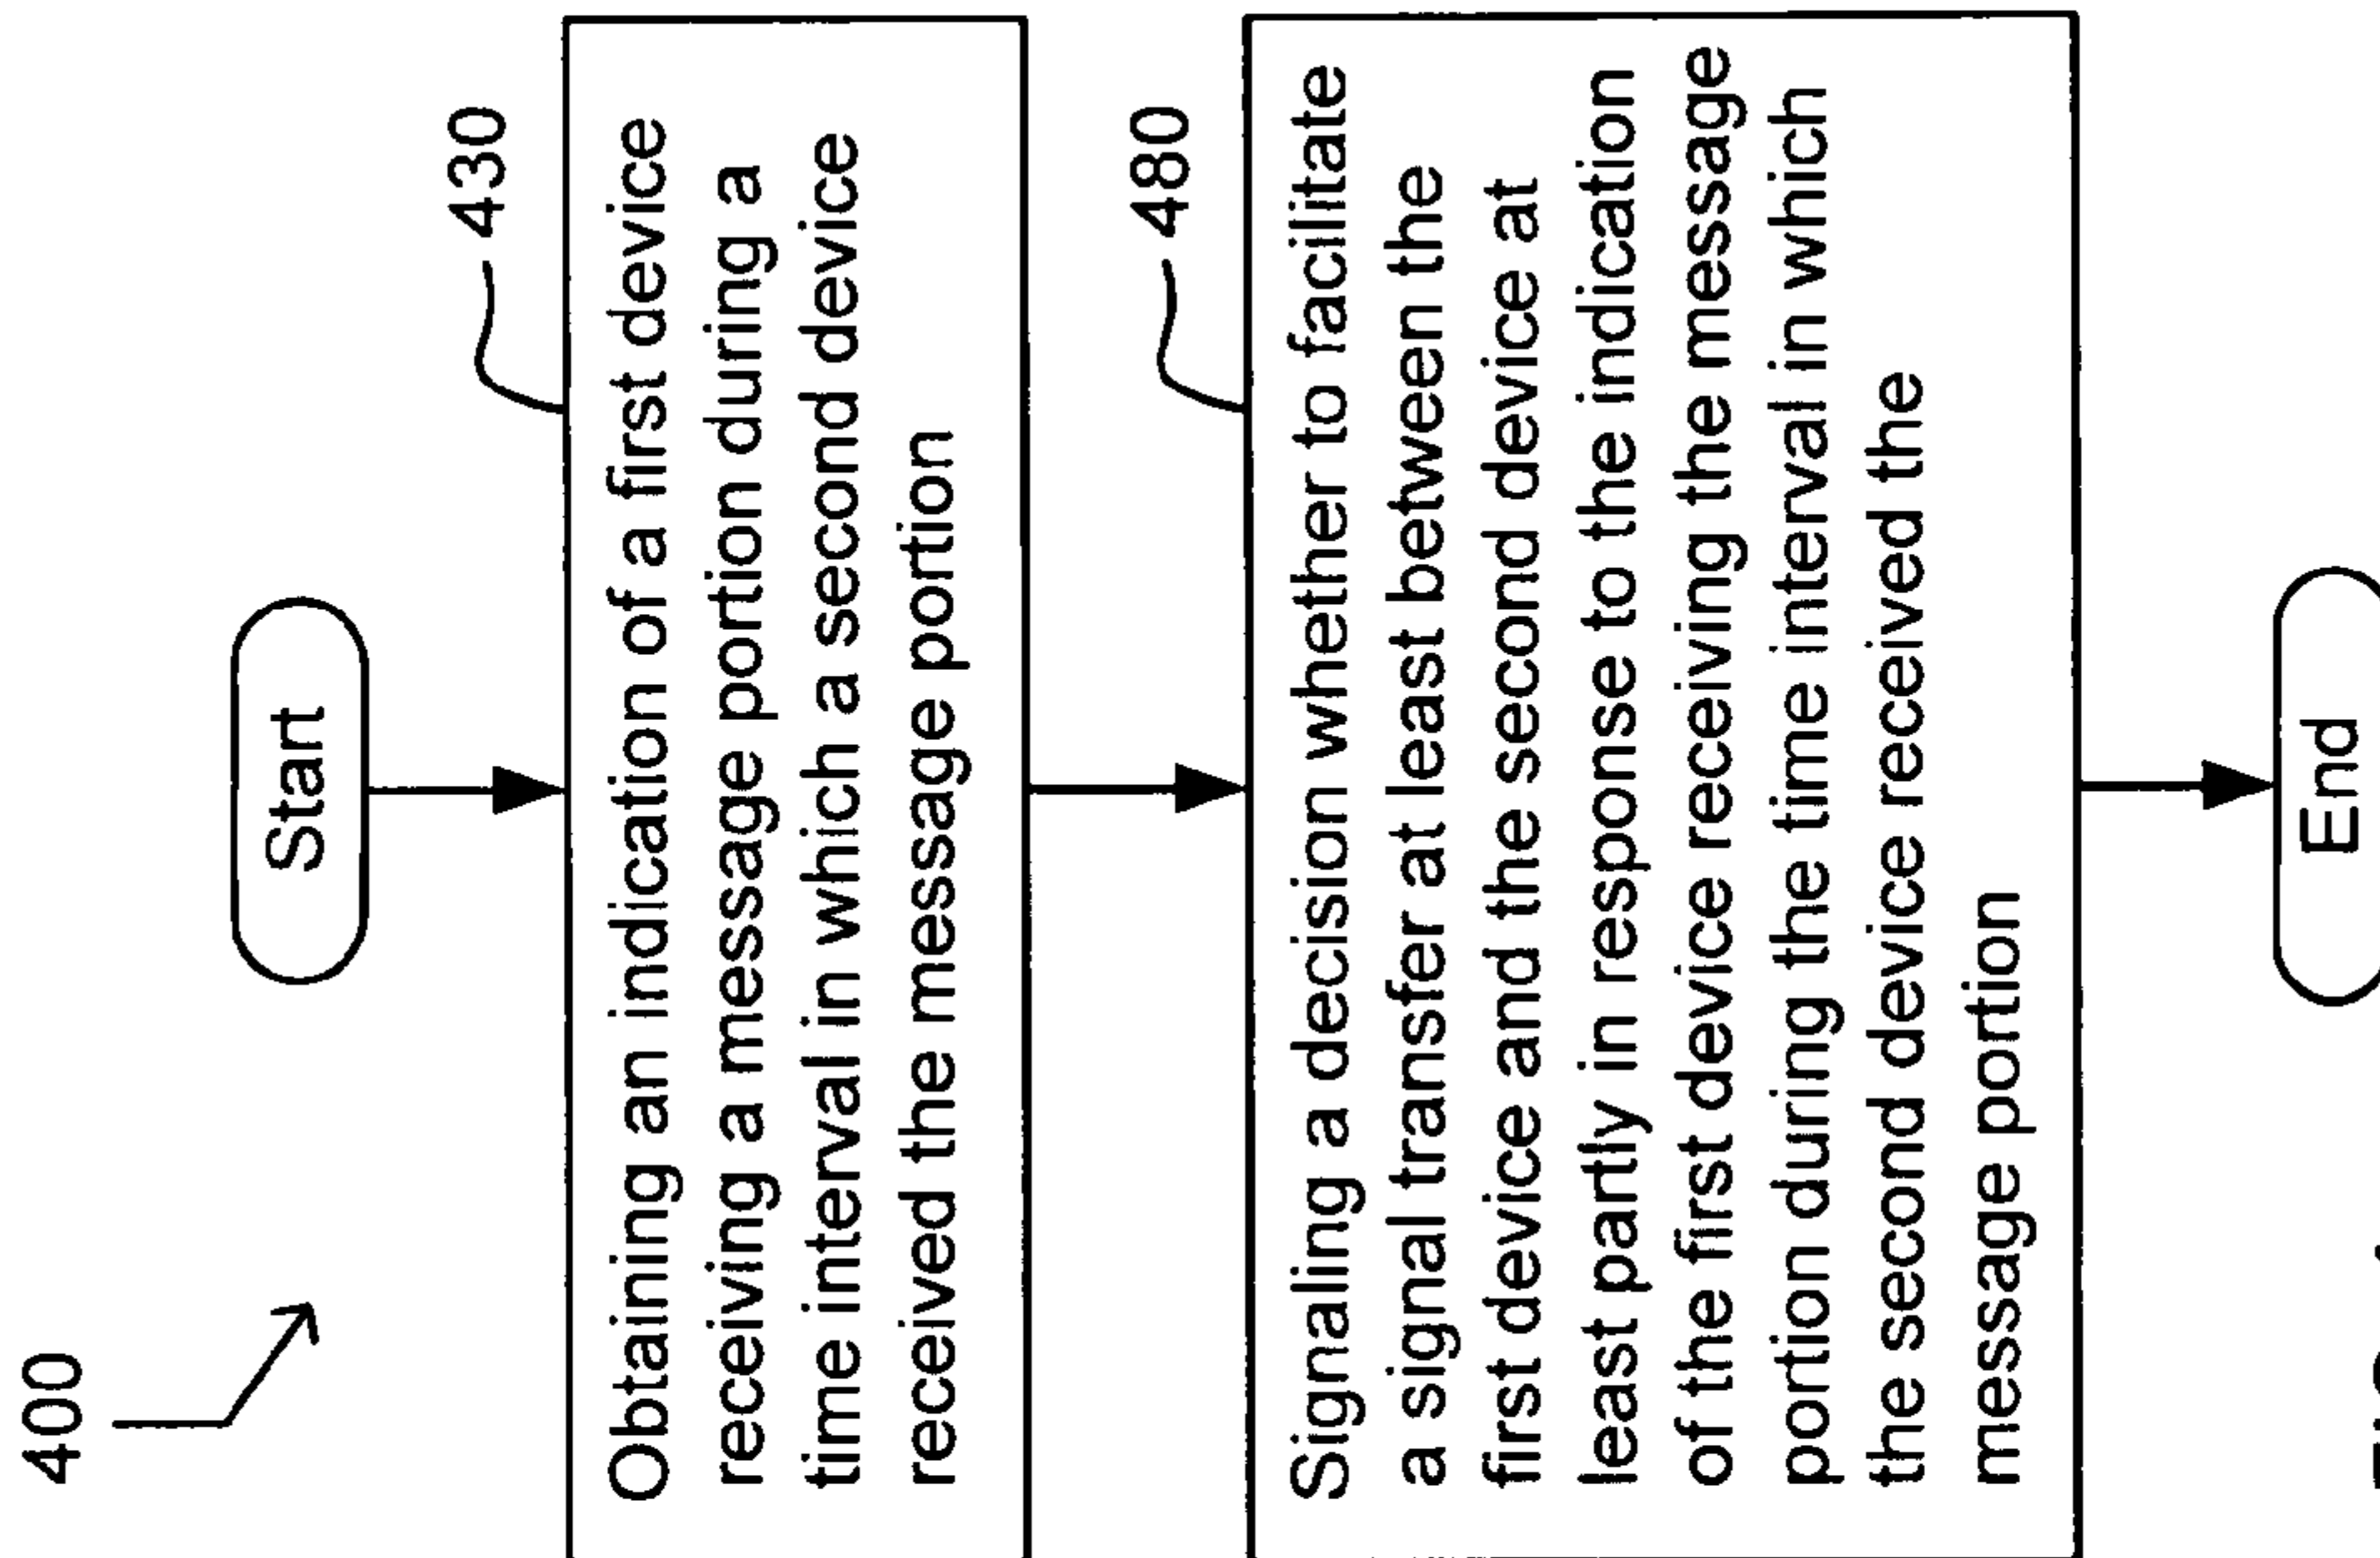 400
Start
430
Obtaining an indication of a first device
receiving a message portion during a
time interval in which a second device
received the message portion
480
Signaling a decision whether to facilitate
a signal transfer at least between the
first device and the second device at
least partly in response to the indication
of the first device receiving the message
portion during the time interval in which
the second device received the
message portion
End